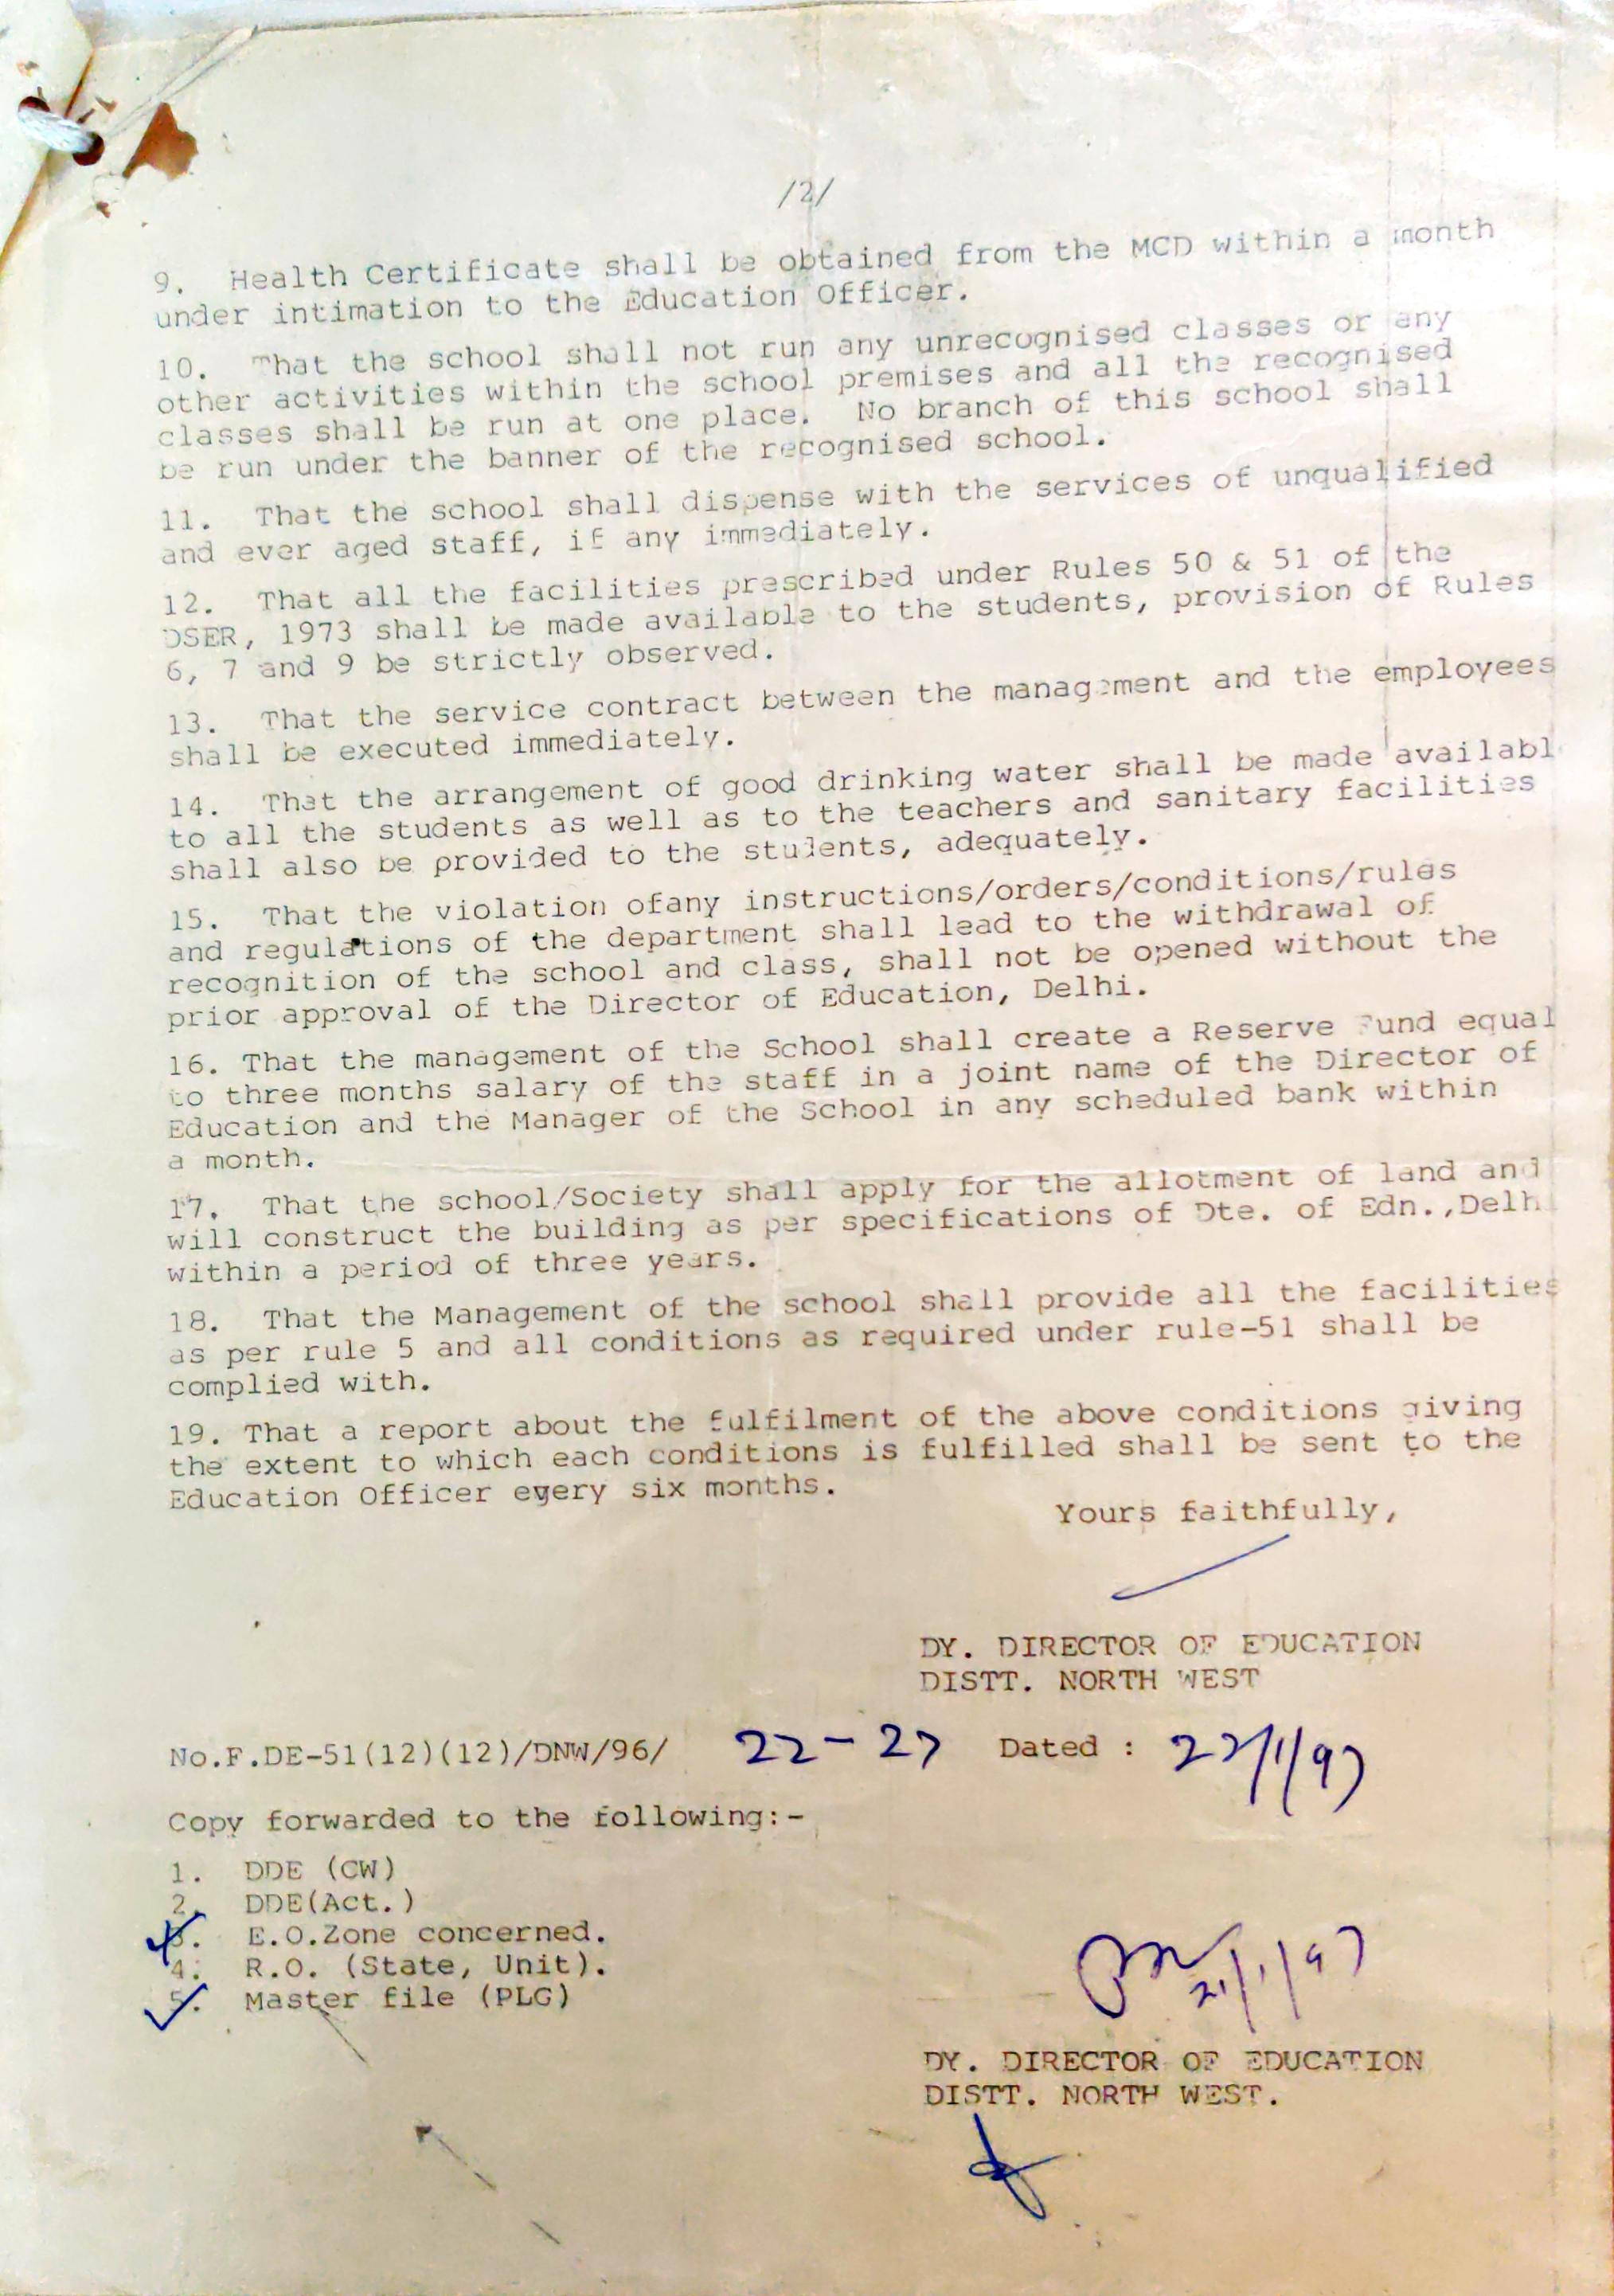 /2/
9. Health Certificate shall be obtained from the MCD within a month
under intimation to the Education Officer.
10. That the school shall not run any unrecognised classes or any
other activities within the school premises and all the recognised
classes shall be run at one place. No branch of this school shall
be run under the banner of the recognised school.
11. That the school shall dispense with the services of unqualified
and ever aged staff, if any immediately.
12. That all the facilities prescribed under Rules 50 & 51 of the
DSER, 1973 shall be made available to the students, provision of Rules
6, 7 and 9 be strictly observed.
13. That the service contract between the management and the employees
shall be executed immediately.
14. That the arrangement of good drinking water shall be made availabl
to all the students as well as to the teachers and sanitary facilities
shall also be provided to the students, adequately.
15. That the violation ofany instructions/orders/conditions/rules
and regulations of the department shall lead to the withdrawal of
recognition of the school and class, shall not be opened without the
prior approval of the Director of Education, Delhi.
16. That the management of the School shall create a Reserve Fund equal
to three months salary of the staff in a joint name of the Director of
Education and the Manager of the School in any scheduled bank within
a month.
17. That the school/Society shall apply for the allotment of land and
will construct the building as per specifications of Dte. of Edn.,Delh
within a period of three years.
18. That the Management of the school shall provide all the facilities
as per rule 5 and all conditions as required under rule-51 shall be
complied with.
19. That a report about the fulfilment of the above conditions giving
the extent to which each conditions is fulfilled shall be sent to the
Education Officer every six months.
Yours faithfully,
DY. DIRECTOR OF EDUCATION
DISTT. NORTH WEST
No.F.DE-51(12)(12)/DNW/96/ 22-27 Dated : 22/1/97
Copy forwarded to the following:-
1. DDE (CW)
2. DDE(Act.)
3. E.O.Zone concerned.
4. R.O. (State, Unit).
5. Master file (PLG)
21/1/97
DY. DIRECTOR OF EDUCATION
DISTT. NORTH WEST.